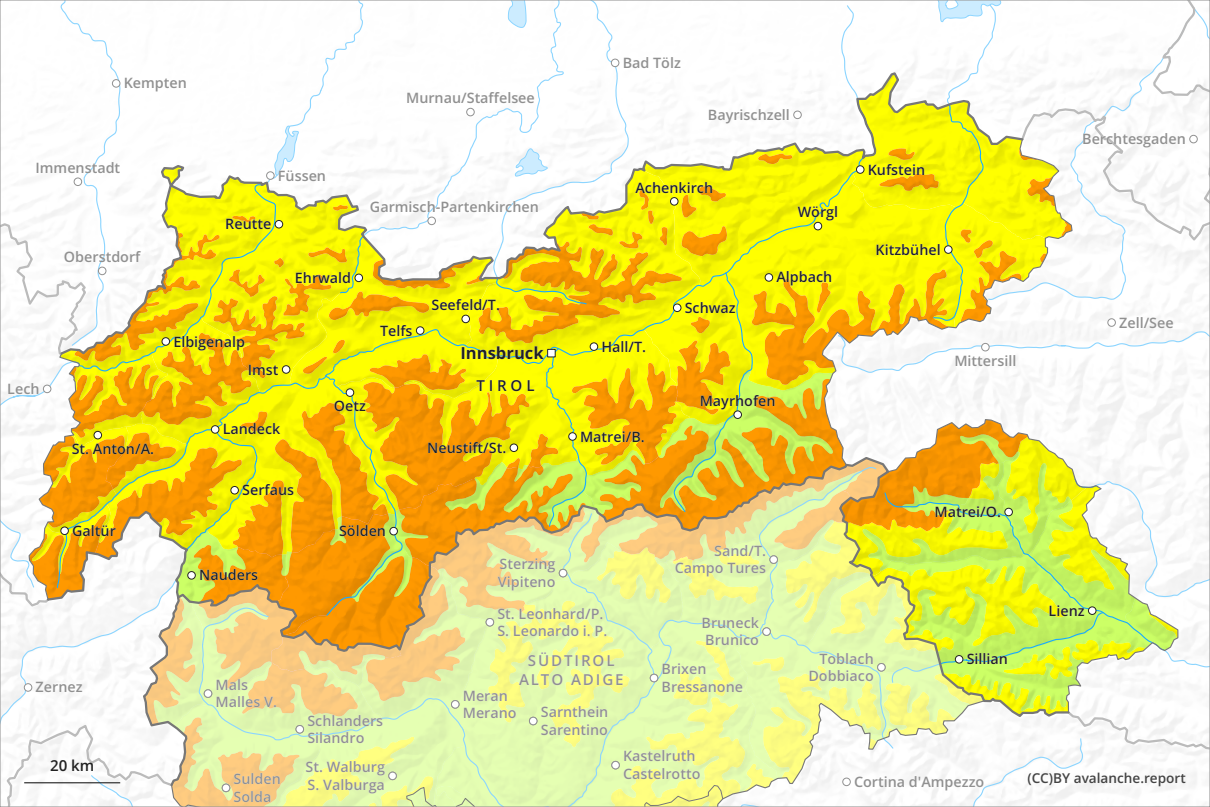 Kempten
Bad Tölz
Murnau/Staffelsee
Bayrischzell
Berchtesgaden
Immenstadt
Füssen
Kufstein
Achenkirch
Garmisch-Partenkirchen
Wörgl
Reutte
Kitzbühel
Oberstdorf
Ehrwald
Alpbach
Seefeld/T.
Schwaz
Zell/See
Telfs
Elbigenalp
Innsbruck
Hall/T.
Mittersill
Imst
TIROL
Lech
Oetz
Mayrhofen
Landeck
Matrei/B.
St. Anton/A.
Neustift/St.
Serfaus
Matrei/O.
Galtür
Sölden
Sand/T.
Campo Tures
Sterzing
Vipiteno
Nauders
Lienz
St. Leonhard/P.
S. Leonardo i. P.
Bruneck
Brunico
SÜDTIROL
ALTO ADIGE
Toblach
Dobbiaco
Sillian
Brixen
Bressanone
Zernez
Mals
Malles V.
Meran
Merano
Sarnthein
Sarentino
Schlanders
Silandro
Kastelruth
Castelrotto
St. Walburg
S. Valburga
Sulden
Solda
Cortina d'Ampezzo
20 km
(CC)BY avalanche.report